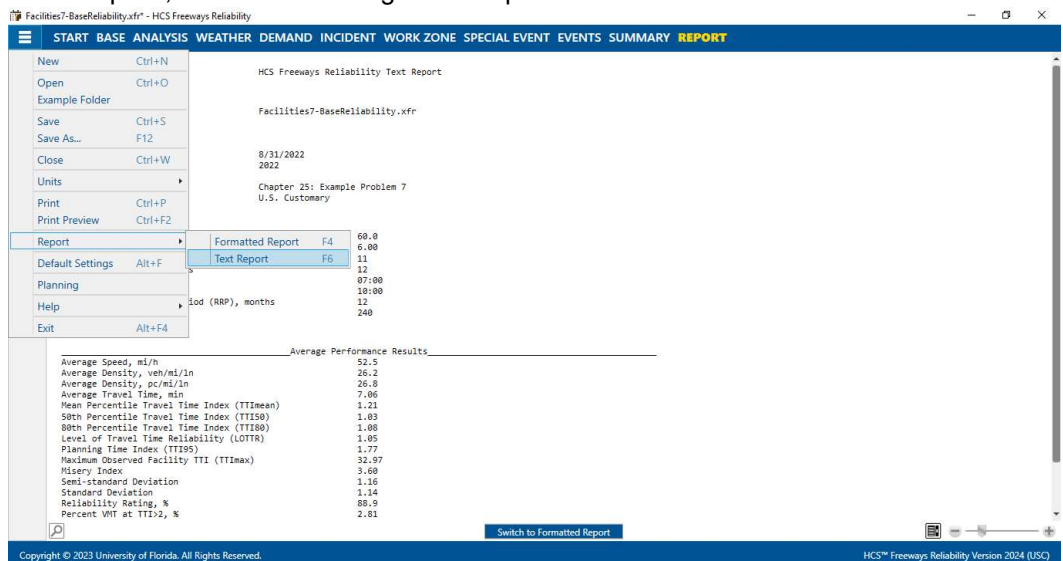 Facilities7-BaseReliability.xfr* - HCS Freeways Reliability
START BASE ANALYSIS WEATHER DEMAND INCIDENT WORK ZONE SPECIAL EVENT EVENTS SUMMARY REPORT
New Ctrl+N
Open Ctrl+O
Example Folder
Save Ctrl+S
Save As... F12
Close Ctrl+W
Units
Print Ctrl+P
Print Preview Ctrl+F2
Report
Default Settings Alt+F
Planning
Help
Exit Alt+F4
Formatted Report F4
Text Report F6
HCS Freeways Reliability Text Report
Facilities7-BaseReliability.xfr
8/31/2022
2022
Chapter 25: Example Problem 7
U.S. Customary
60.0
6.00
11
12
07:00
10:00
iod (RRP), months 12
240
Average Performance Results
Average Speed, mi/h 52.5
Average Density, veh/mi/ln 26.2
Average Density, pc/mi/ln 26.8
Average Travel Time, min 7.06
Mean Percentile Travel Time Index (TTImean) 1.21
50th Percentile Travel Time Index (TTI50) 1.03
80th Percentile Travel Time Index (TTI80) 1.08
Level of Travel Time Reliability (LOTTR) 1.05
Planning Time Index (TTI95) 1.77
Maximum Observed Facility TTI (TTImax) 32.97
Misery Index 3.60
Semi-standard Deviation 1.16
Standard Deviation 1.14
Reliability Rating, % 88.9
Percent VMT at TTI>2, % 2.81
Switch to Formatted Report
Copyright © 2023 University of Florida. All Rights Reserved. HCS™ Freeways Reliability Version 2024 (USC)